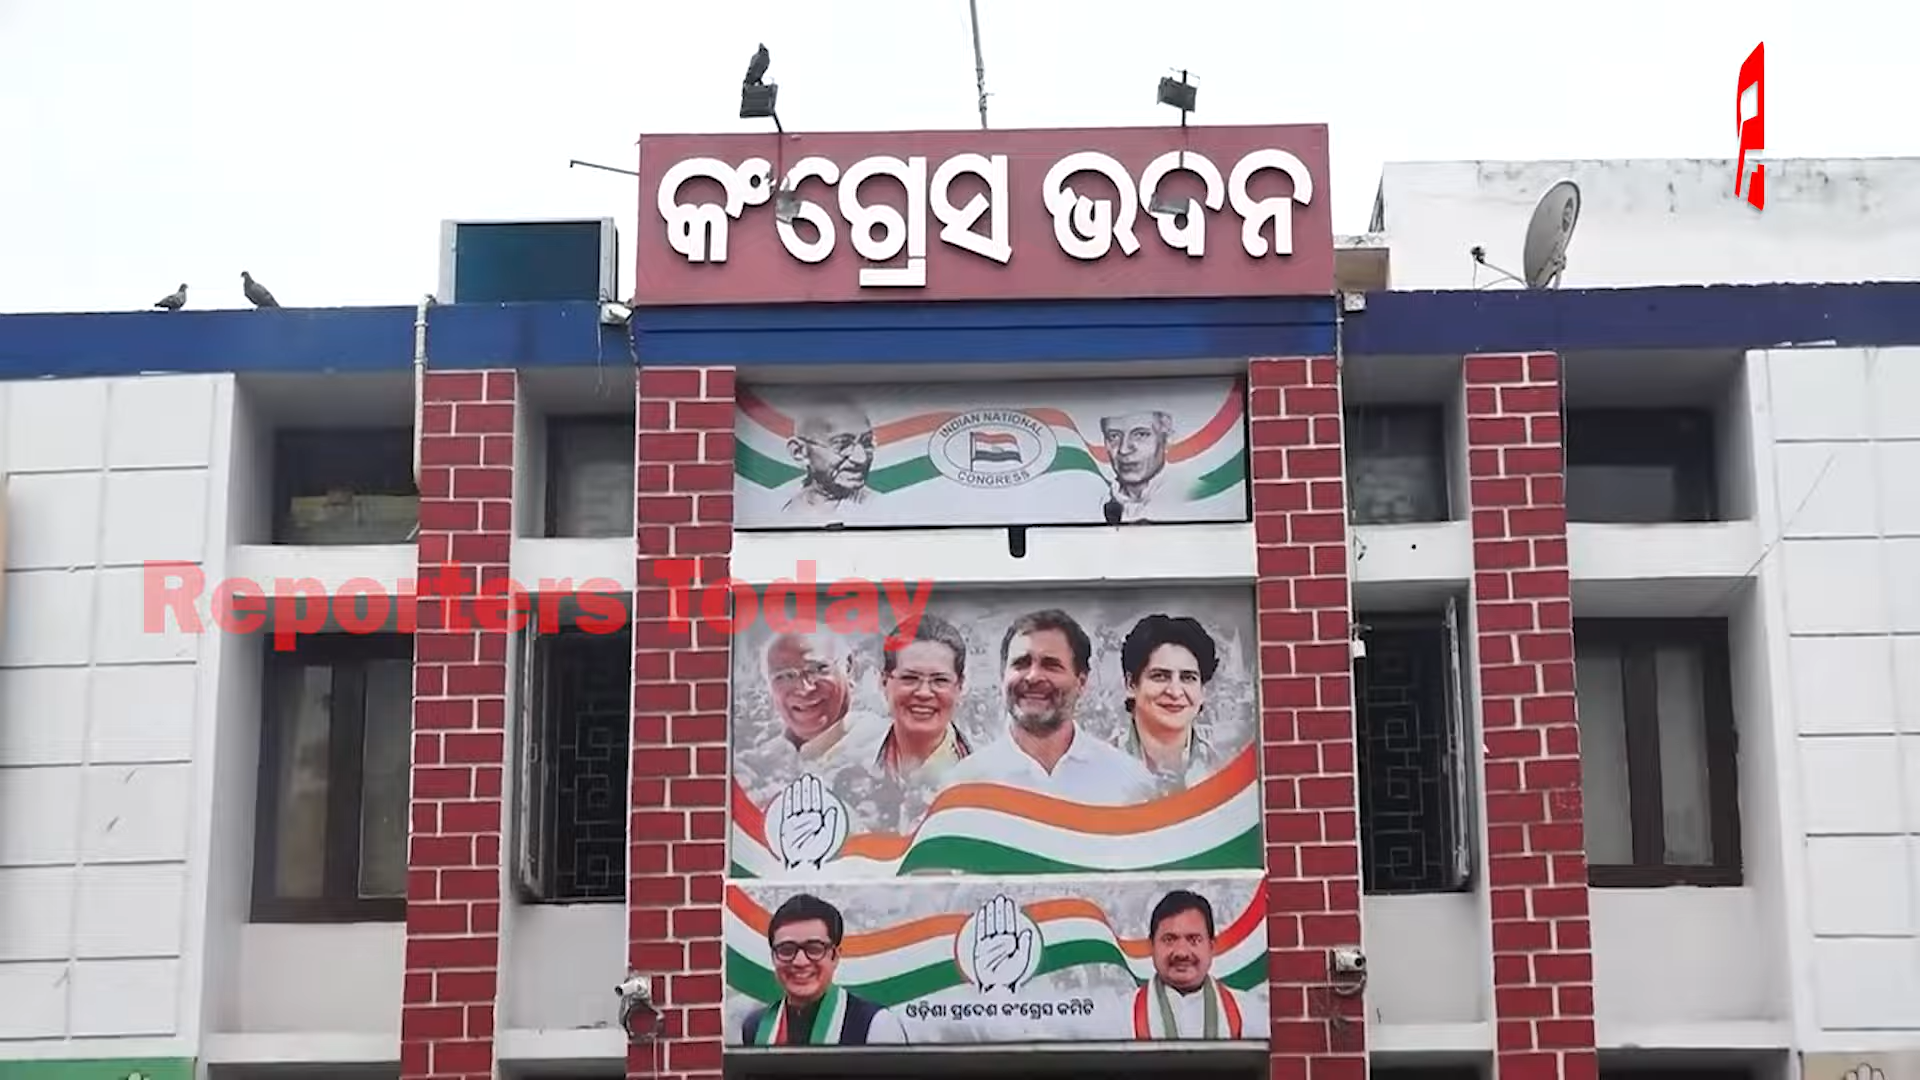 କଂଗ୍ରେସ ଭବନ
INDIAN NATIONAL
CONGRESS
Reporters Today
ଓଡ଼ିଶା ପ୍ରଦେଶ କଂଗ୍ରେସ କମିଟି